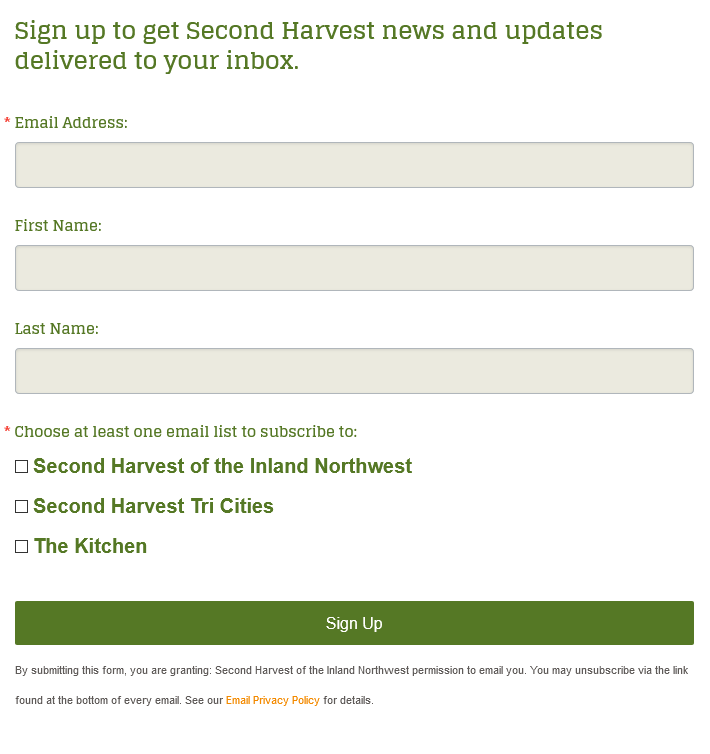 Sign up to get Second Harvest news and updates
delivered to your inbox.
* Email Address:
First Name:
Last Name:
* Choose at least one email list to subscribe to:
Second Harvest of the Inland Northwest
Second Harvest Tri Cities
The Kitchen
Sign Up
By submitting this form, you are granting: Second Harvest of the Inland Northwest permission to email you. You may unsubscribe via the link
found at the bottom of every email. See our Email Privacy Policy for details.